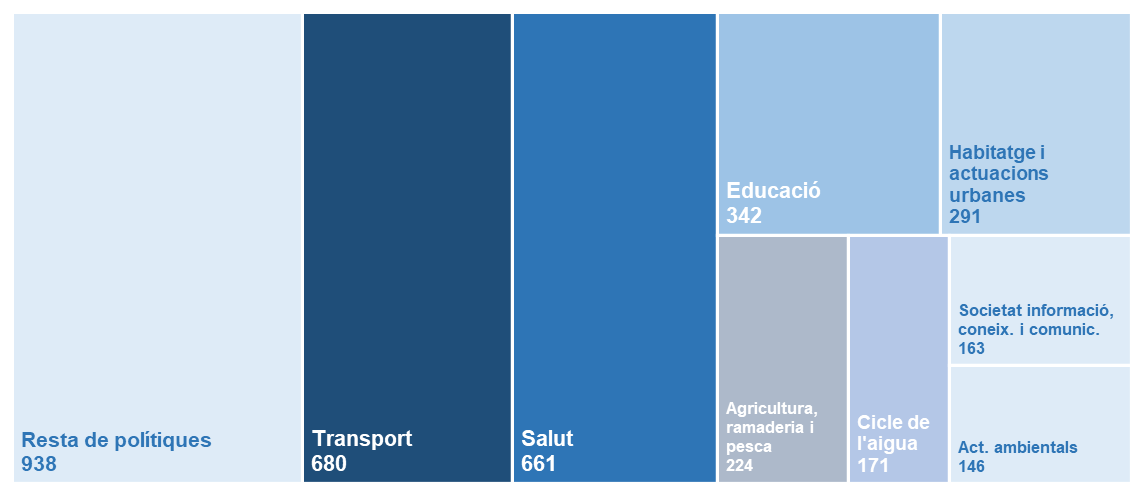 Resta de polítiques
938
Transport
680
Salut
661
Educació
342
Habitatge i
actuacions
urbanes
291
Agricultura,
ramaderia i
pesca
224
Cicle de
l'aigua
171
Societat informació,
coneix. i comunic.
163
Act. ambientals
146